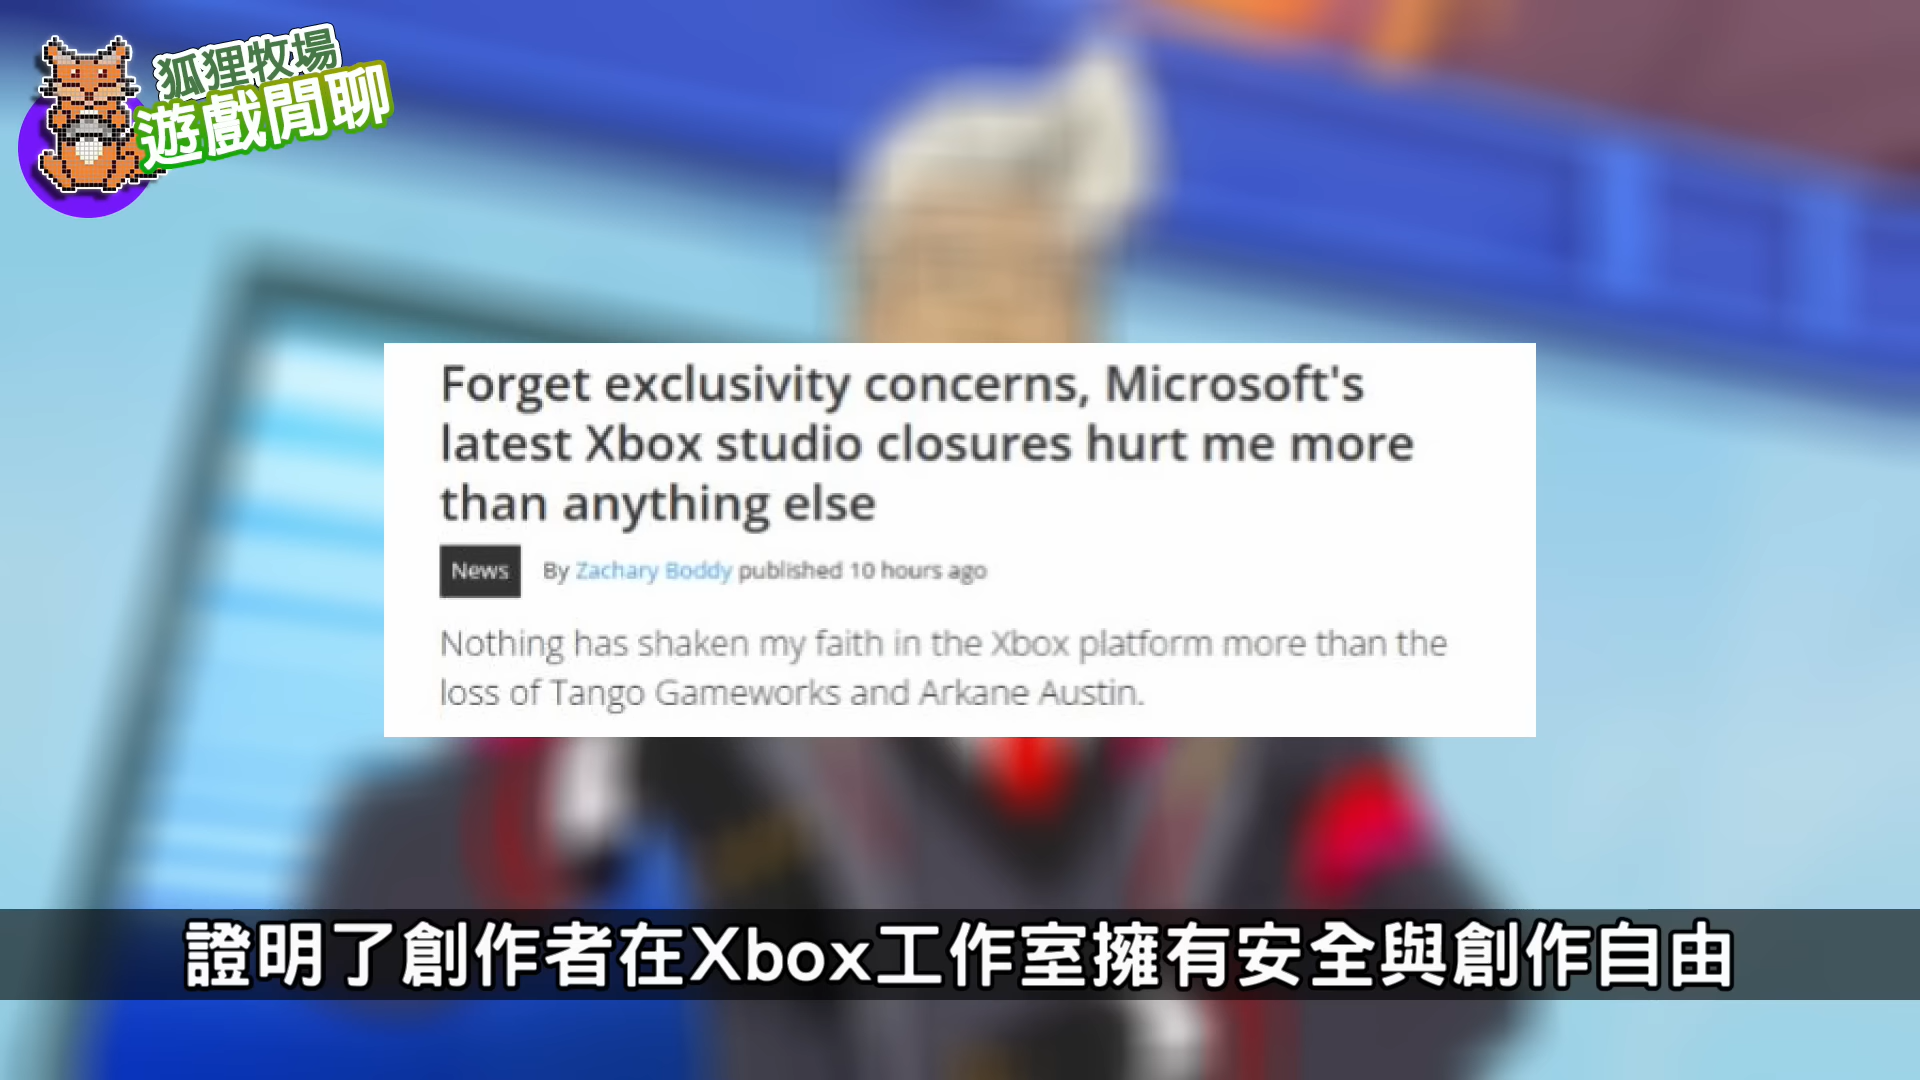 狐狸牧場
遊戲閒聊
Forget exclusivity concerns, Microsoft's
latest Xbox studio closures hurt me more
than anything else
News By Zachary Boddy published 10 hours ago
Nothing has shaken my faith in the Xbox platform more than the
loss of Tango Gameworks and Arkane Austin.
證明了創作者在Xbox工作室擁有安全與創作自由